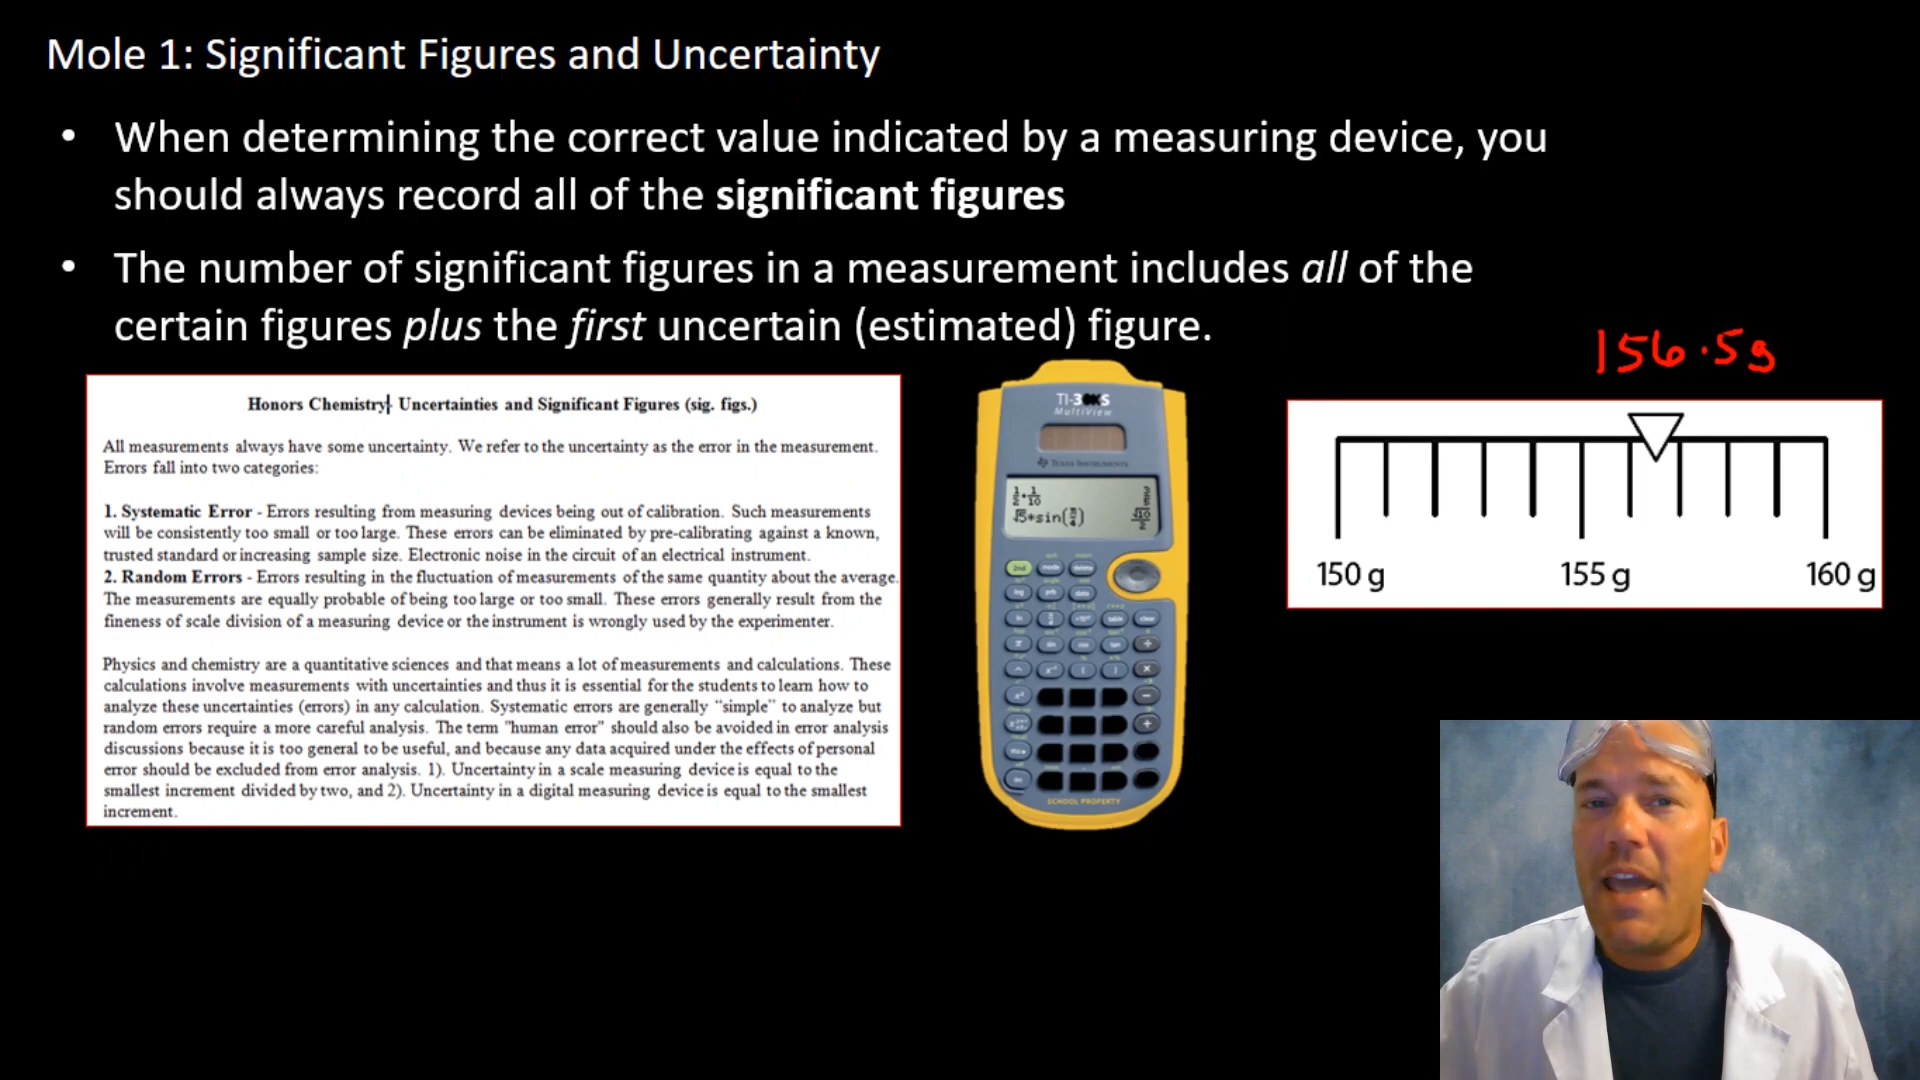 Mole 1: Significant Figures and Uncertainty
• When determining the correct value indicated by a measuring device, you
should always record all of the significant figures
• The number of significant figures in a measurement includes all of the
certain figures plus the first uncertain (estimated) figure.
156.5g
150 g 155 g 160 g
Honors Chemistry- Uncertainties and Significant Figures (sig. figs.)
All measurements always have some uncertainty. We refer to the uncertainty as the error in the measurement.
Errors fall into two categories:
1. Systematic Error - Errors resulting from measuring devices being out of calibration. Such measurements
will be consistently too small or too large. These errors can be eliminated by pre-calibrating against a known,
trusted standard or increasing sample size. Electronic noise in the circuit of an electrical instrument.
2. Random Errors - Errors resulting in the fluctuation of measurements of the same quantity about the average.
The measurements are equally probable of being too large or too small. These errors generally result from the
fineness of scale division of a measuring device or the instrument is wrongly used by the experimenter.
Physics and chemistry are a quantitative sciences and that means a lot of measurements and calculations. These
calculations involve measurements with uncertainties and thus it is essential for the students to learn how to
analyze these uncertainties (errors) in any calculation. Systematic errors are generally “simple” to analyze but
random errors require a more careful analysis. The term "human error" should also be avoided in error analysis
discussions because it is too general to be useful, and because any data acquired under the effects of personal
error should be excluded from error analysis. 1). Uncertainty in a scale measuring device is equal to the
smallest increment divided by two, and 2). Uncertainty in a digital measuring device is equal to the smallest
increment.
MultiView
TEXAS INSTRUMENTS
2nd mode delete
log prb data
ln table clear
sin cos tan
SCHOOL PROPERTY